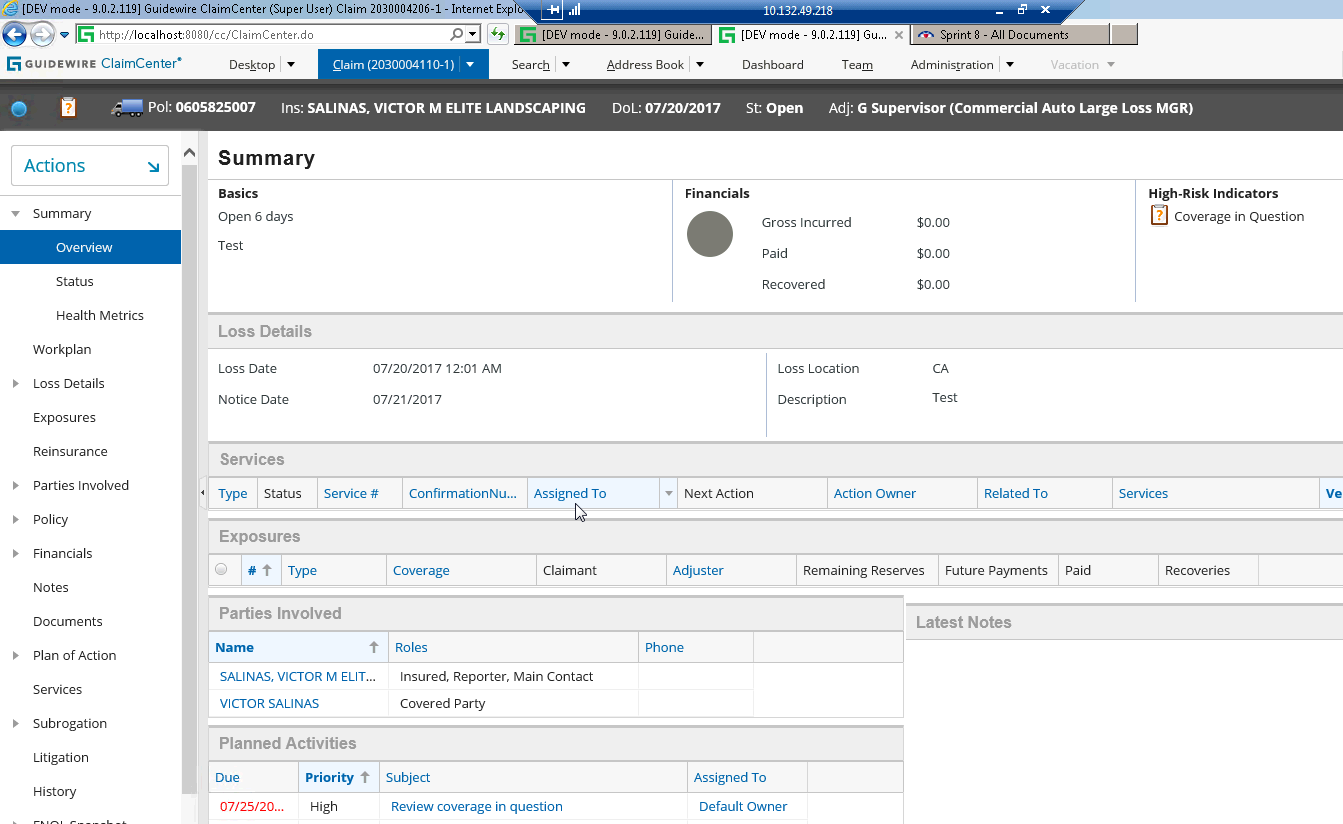 [DEV mode - 9.0.2.119] Guidewire ClaimCenter (Super User) Claim 2030004206-1 - Internet Explo
10.132.49.218
http://localhost:8080/cc/ClaimCenter.do
[DEV mode - 9.0.2.119] Guide...
[DEV mode - 9.0.2.119] Gu...
Sprint 8 - All Documents
GUIDEWIRE ClaimCenter
Desktop
Claim (2030004110-1)
Search
Address Book
Dashboard
Team
Administration
Vacation
Pol: 0605825007
Ins: SALINAS, VICTOR M ELITE LANDSCAPING
DoL: 07/20/2017
St: Open
Adj: G Supervisor (Commercial Auto Large Loss MGR)
Actions
Summary
Overview
Status
Health Metrics
Workplan
Loss Details
Exposures
Reinsurance
Parties Involved
Policy
Financials
Notes
Documents
Plan of Action
Services
Subrogation
Litigation
History
FNOL Snapshot
Summary
Basics
Open 6 days
Test
Financials
Gross Incurred $0.00
Paid $0.00
Recovered $0.00
High-Risk Indicators
? Coverage in Question
Loss Details
Loss Date 07/20/2017 12:01 AM
Notice Date 07/21/2017
Loss Location CA
Description Test
Services
Type Status Service # ConfirmationNu... Assigned To Next Action Action Owner Related To Services Ve
Exposures
# Type Coverage Claimant Adjuster Remaining Reserves Future Payments Paid Recoveries
Parties Involved
Name Roles Phone
SALINAS, VICTOR M ELIT... Insured, Reporter, Main Contact
VICTOR SALINAS Covered Party
Latest Notes
Planned Activities
Due Priority Subject Assigned To
07/25/20... High Review coverage in question Default Owner